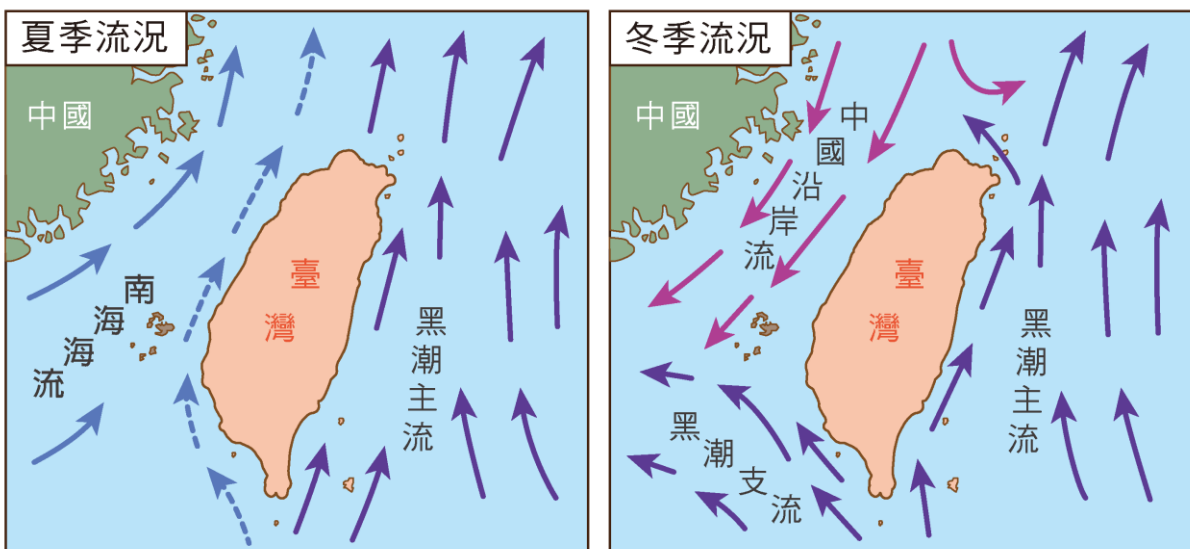 夏季流況
中國
南海海流
臺灣
黑潮主流
冬季流況
中國
中國沿岸流
臺灣
黑潮主流
黑潮支流